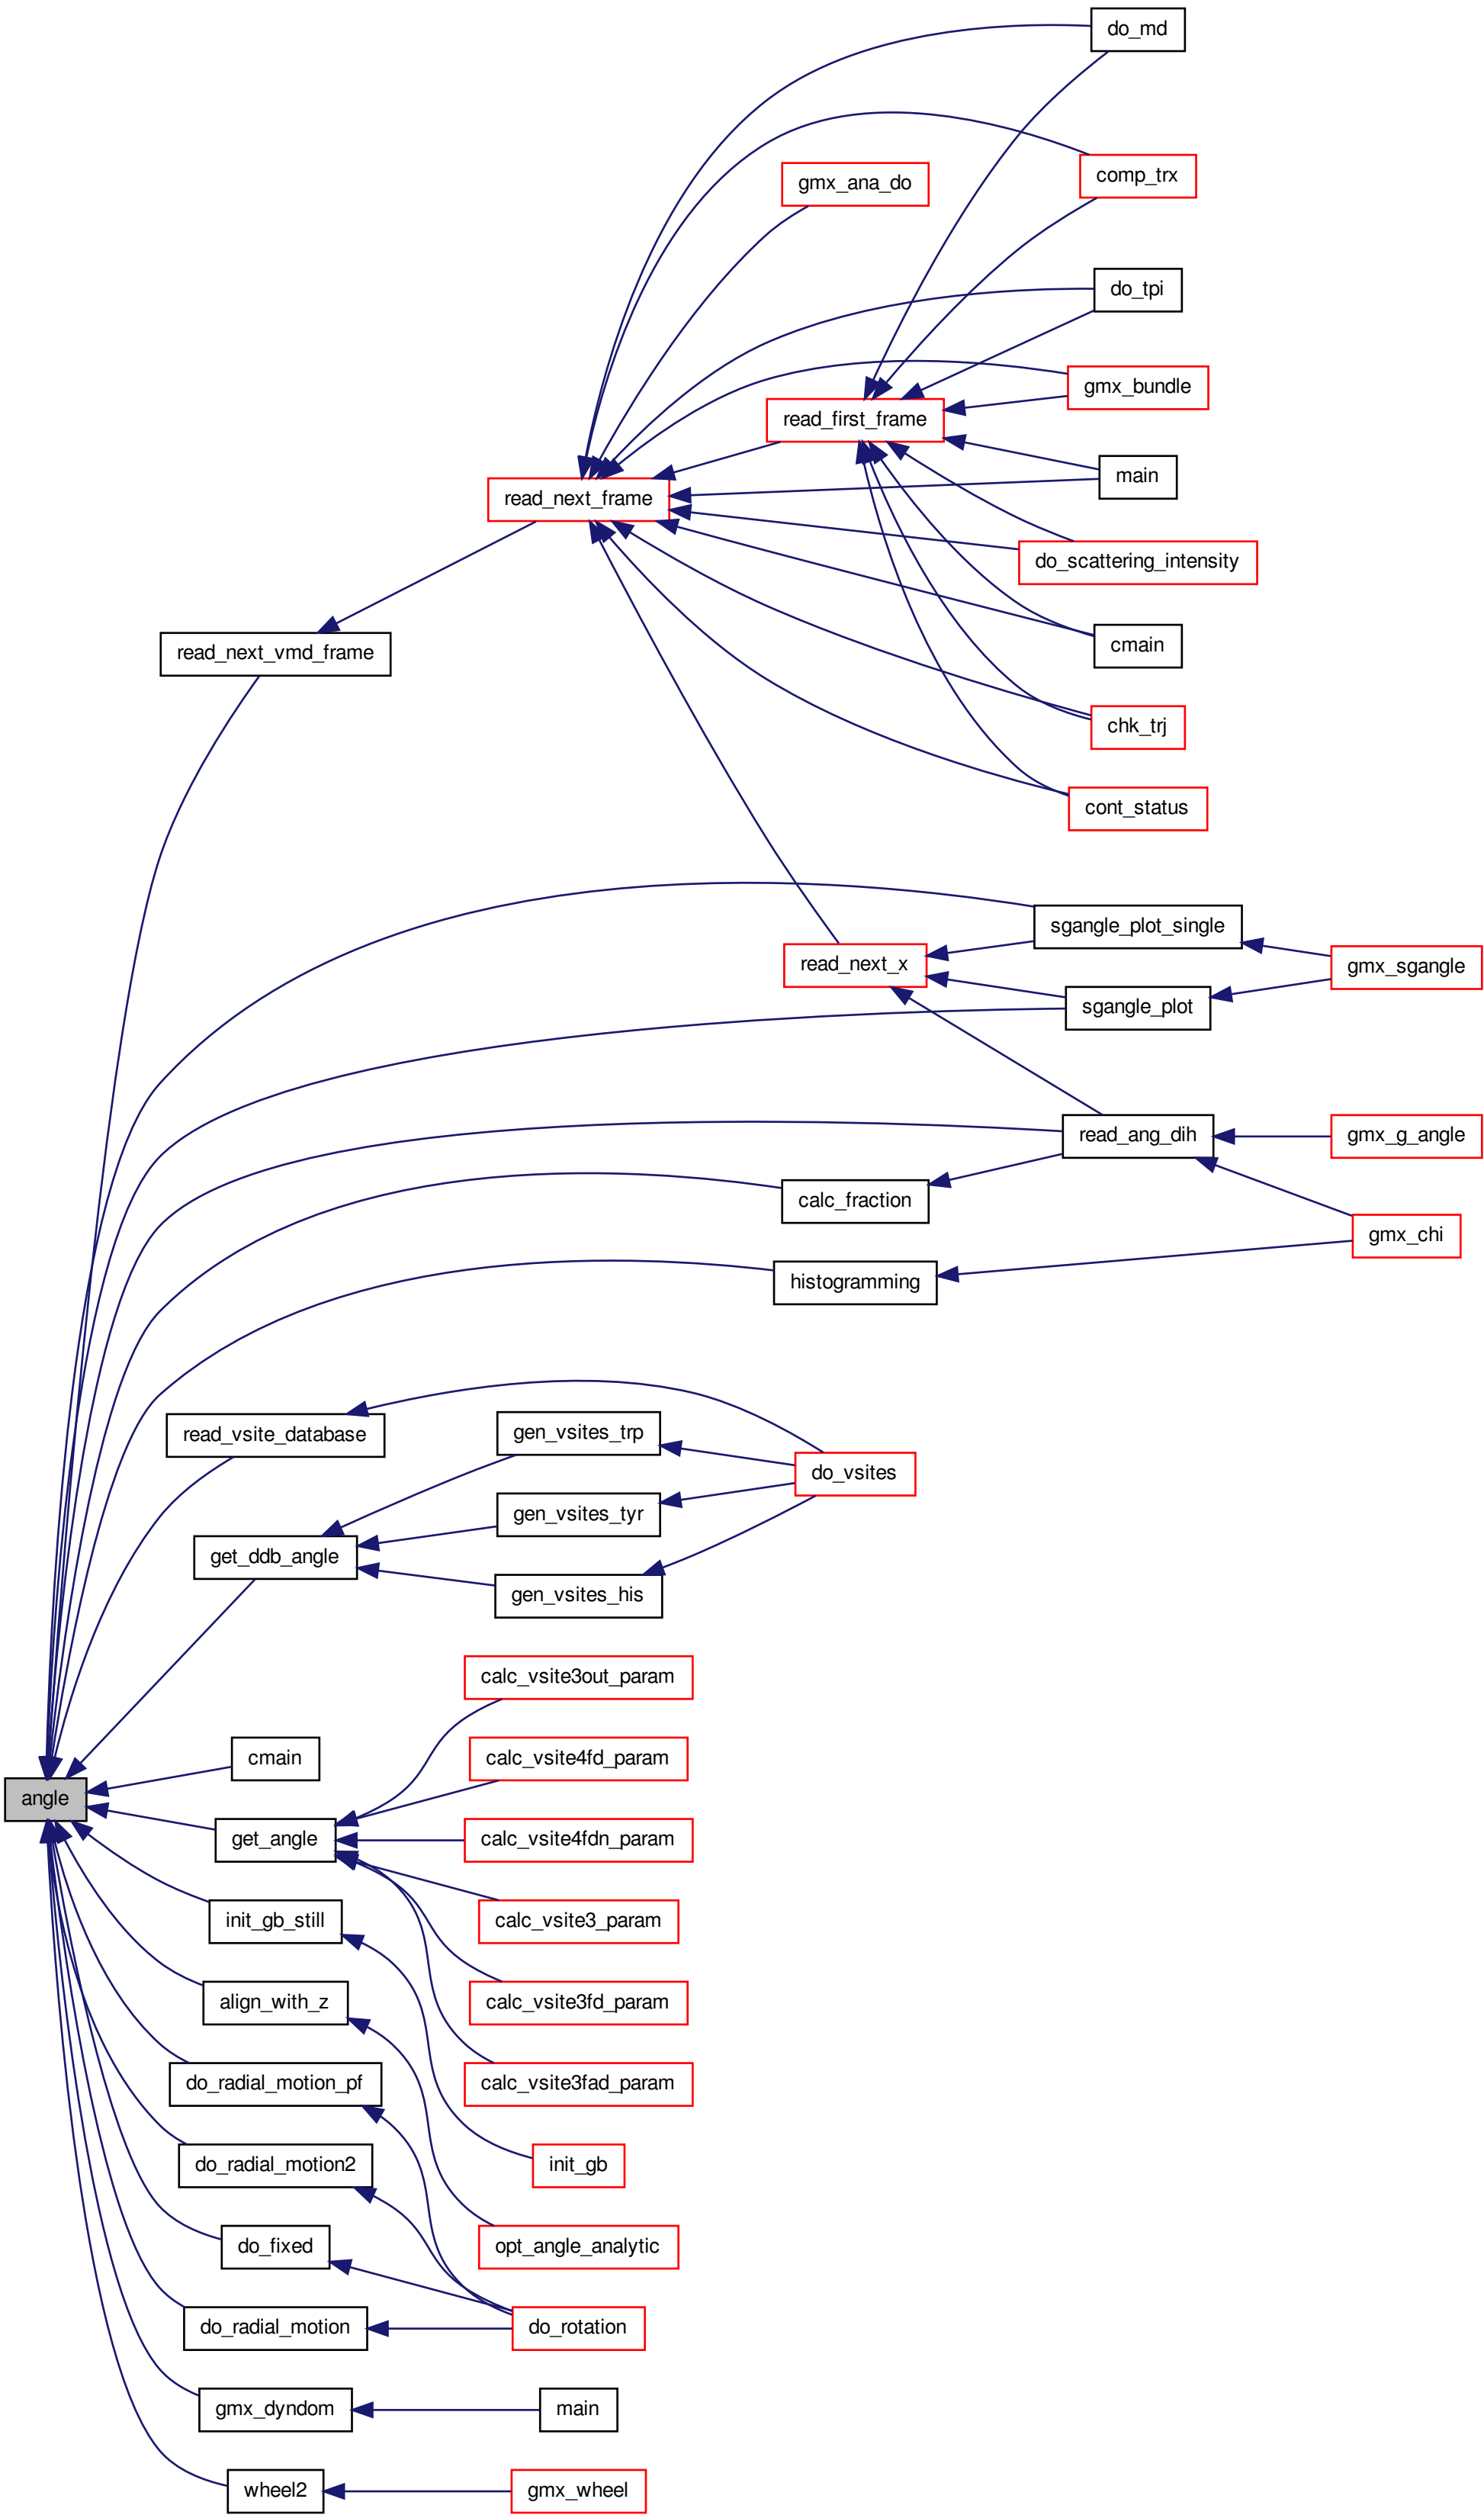 do_md
comp_trx
gmx_ana_do
do_tpi
gmx_bundle
read_first_frame
main
read_next_frame
do_scattering_intensity
cmain
read_next_vmd_frame
chk_trj
cont_status
sgangle_plot_single
read_next_x
gmx_sgangle
sgangle_plot
read_ang_dih
gmx_g_angle
calc_fraction
gmx_chi
histogramming
read_vsite_database
gen_vsites_trp
do_vsites
gen_vsites_tyr
get_ddb_angle
gen_vsites_his
calc_vsite3out_param
cmain
calc_vsite4fd_param
angle
get_angle
calc_vsite4fdn_param
init_gb_still
calc_vsite3_param
align_with_z
calc_vsite3fd_param
do_radial_motion_pf
calc_vsite3fad_param
do_radial_motion2
init_gb
do_fixed
opt_angle_analytic
do_radial_motion
do_rotation
gmx_dyndom
main
wheel2
gmx_wheel